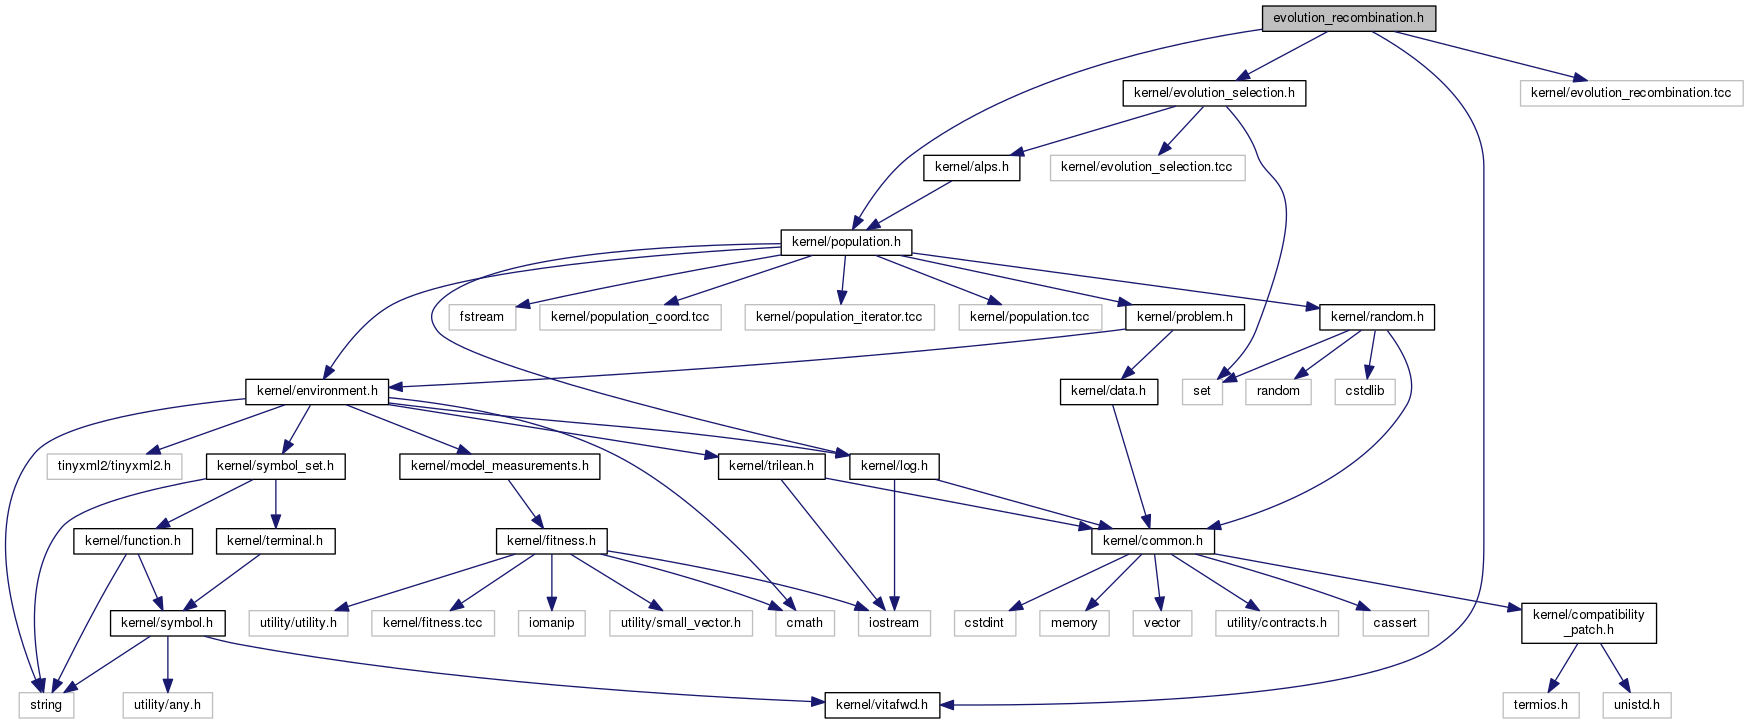 evolution_recombination.h
kernel/evolution_selection.h
kernel/evolution_recombination.tcc
kernel/alps.h
kernel/evolution_selection.tcc
kernel/population.h
fstream
kernel/population_coord.tcc
kernel/population_iterator.tcc
kernel/population.tcc
kernel/problem.h
kernel/random.h
kernel/environment.h
kernel/data.h
set
random
cstdlib
tinyxml2/tinyxml2.h
kernel/symbol_set.h
kernel/model_measurements.h
kernel/trilean.h
kernel/log.h
kernel/function.h
kernel/terminal.h
kernel/fitness.h
kernel/common.h
kernel/symbol.h
utility/utility.h
kernel/fitness.tcc
iomanip
utility/small_vector.h
cmath
iostream
cstdint
memory
vector
utility/contracts.h
cassert
kernel/compatibility
_patch.h
string
utility/any.h
kernel/vitafwd.h
termios.h
unistd.h